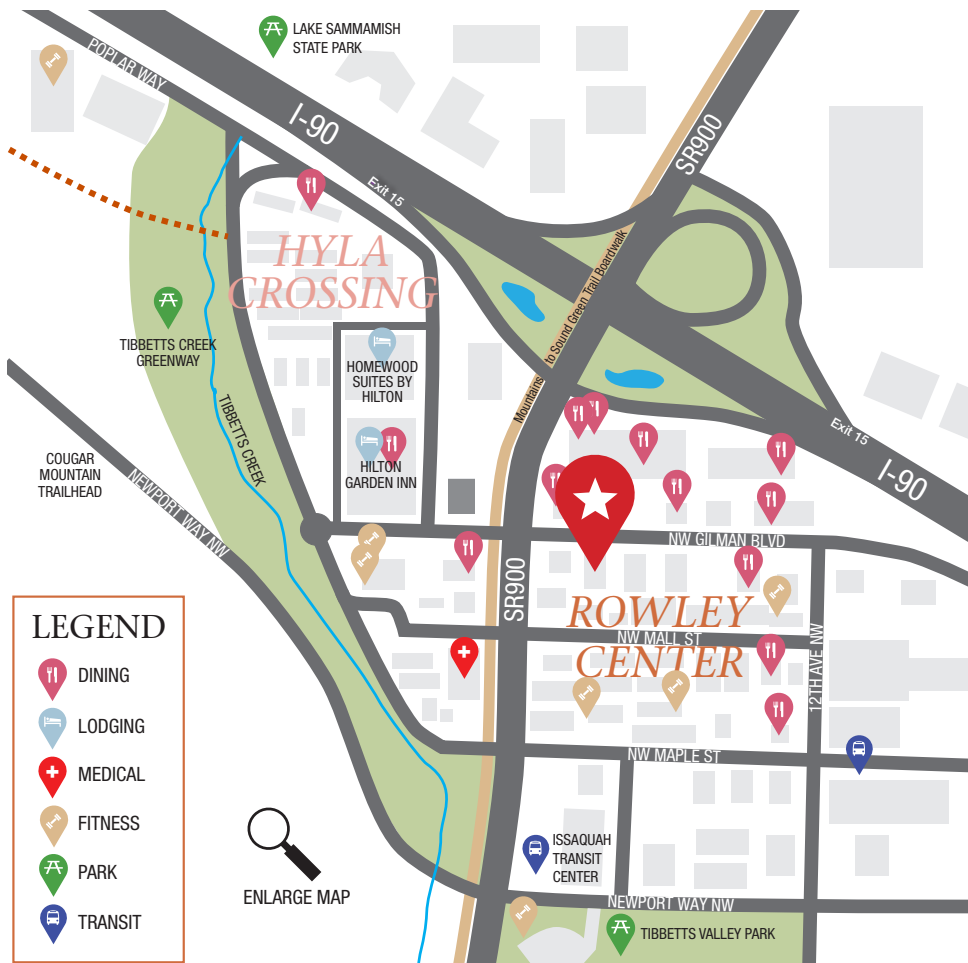 LAKE SAMMAMISH
STATE PARK
POPLAR WAY
I-90
SR900
Exit 15
HYLA
CROSSING
Mountains to Sound Green Trail Boardwalk
TIBBETTS CREEK
GREENWAY
HOMEWOOD
SUITES BY
HILTON
TIBBETTS CREEK
HILTON
GARDEN INN
Exit 15
I-90
COUGAR
MOUNTAIN
TRAILHEAD
NEWPORT WAY NW
NW GILMAN BLVD
SR900
ROWLEY
CENTER
NW MALL ST
12TH AVE NW
NW MAPLE ST
LEGEND
DINING
LODGING
MEDICAL
FITNESS
PARK
TRANSIT
ENLARGE MAP
ISSAQUAH
TRANSIT
CENTER
NEWPORT WAY NW
TIBBETTS VALLEY PARK